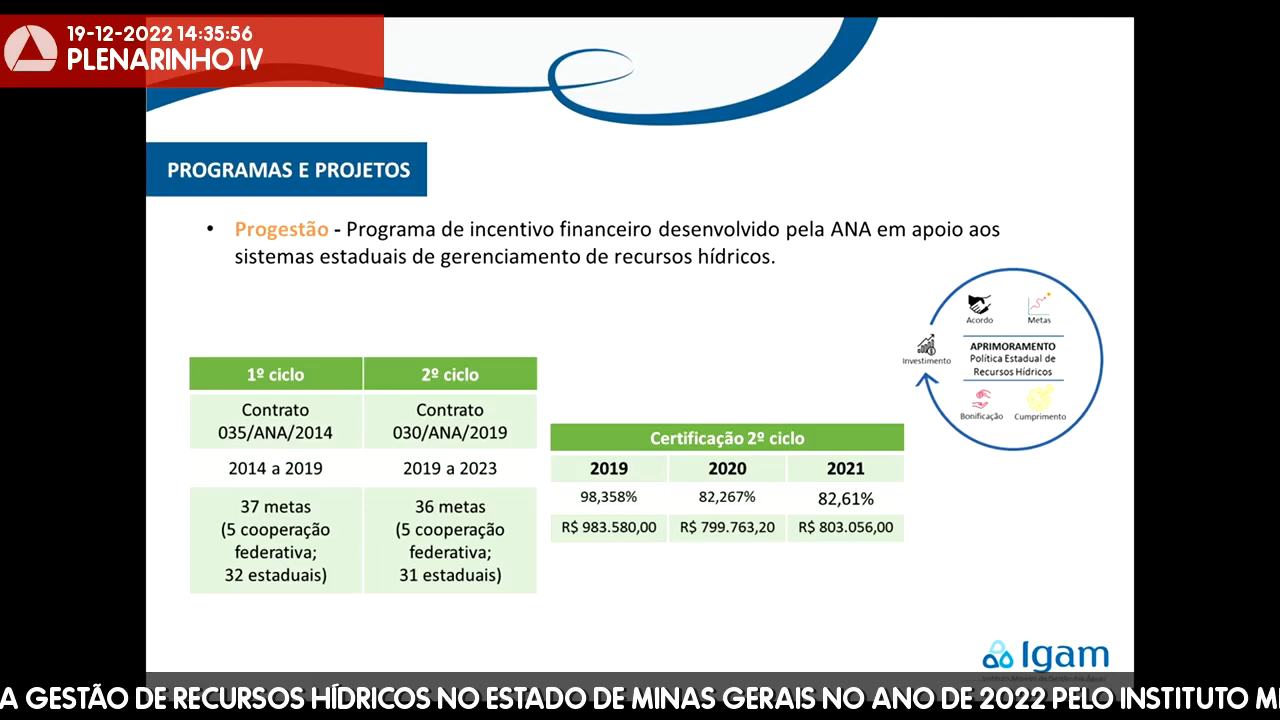 19-12-2022 14:35:56
PLENARINHO IV
PROGRAMAS E PROJETOS
• Progestão - Programa de incentivo financeiro desenvolvido pela ANA em apoio aos
sistemas estaduais de gerenciamento de recursos hídricos.
Acordo
Metas
Investimento
APRIMORAMENTO
Política Estadual de
Recursos Hídricos
Bonificação
Cumprimento
1º ciclo
2º ciclo
Contrato
035/ANA/2014
Contrato
030/ANA/2019
2014 a 2019
2019 a 2023
37 metas
(5 cooperação
federativa;
32 estaduais)
36 metas
(5 cooperação
federativa;
31 estaduais)
Certificação 2º ciclo
2019 2020 2021
98,358% 82,267% 82,61%
R$ 983.580,00 R$ 799.763,20 R$ 803.056,00
Igam
A GESTÃO DE RECURSOS HÍDRICOS NO ESTADO DE MINAS GERAIS NO ANO DE 2022 PELO INSTITUTO